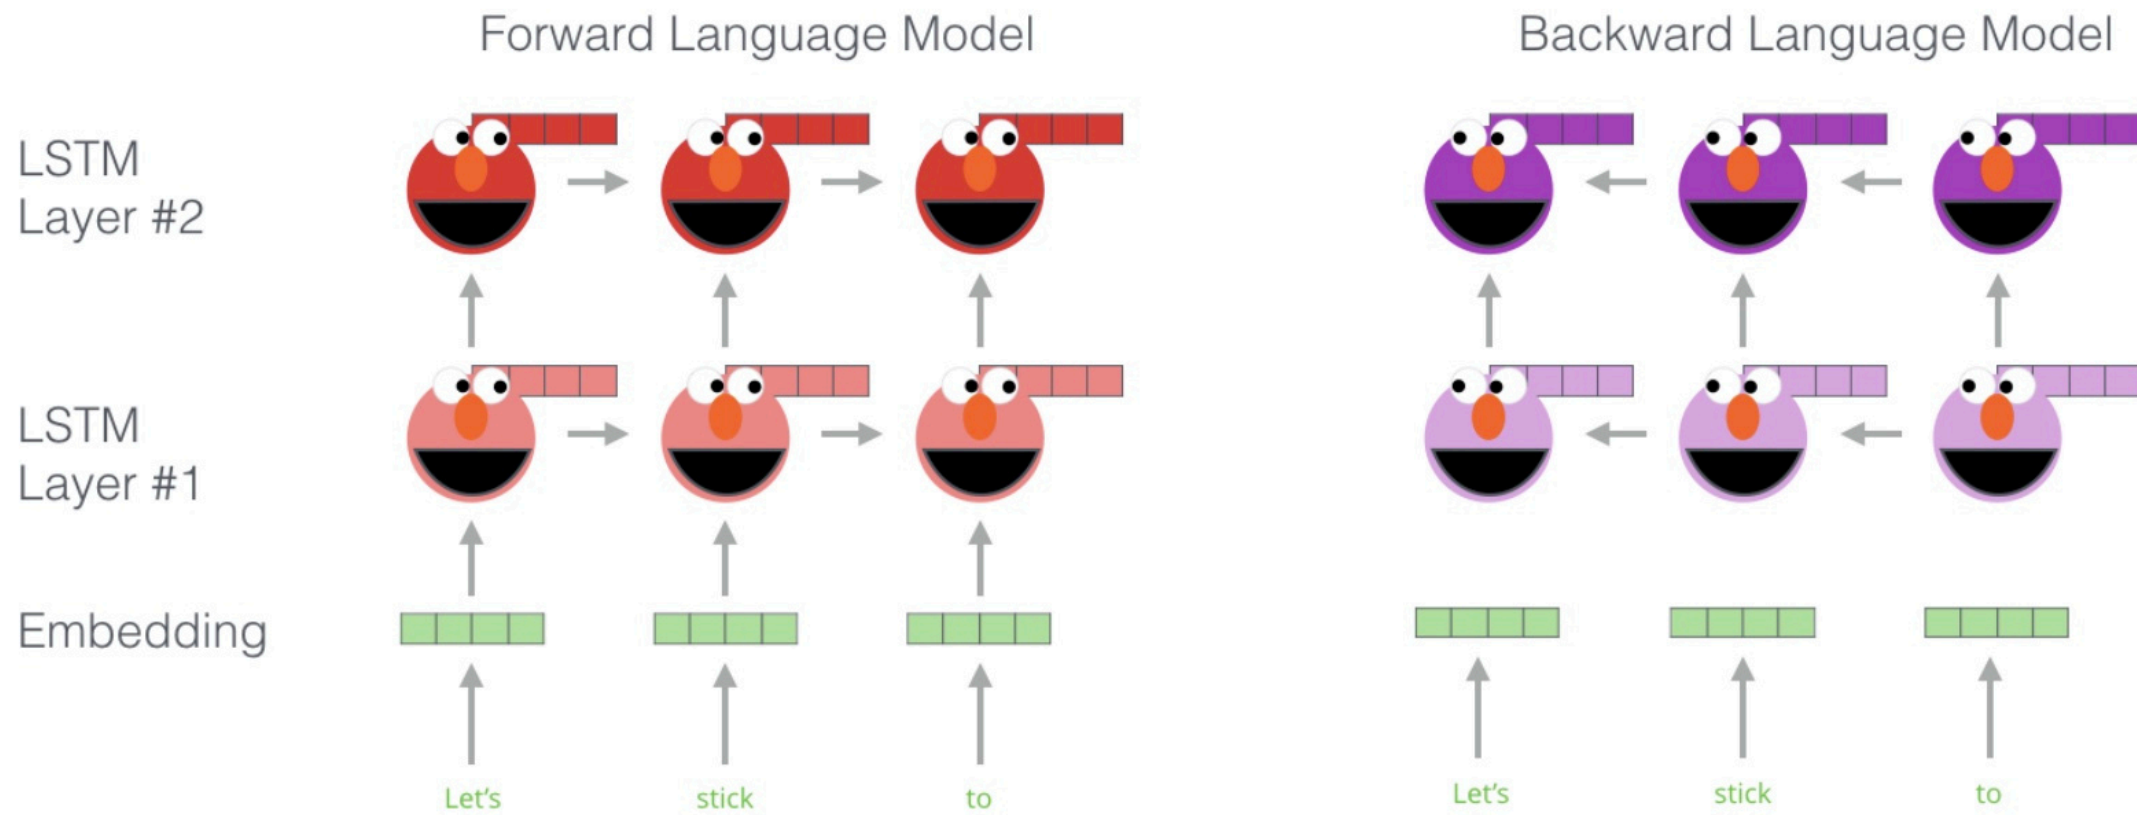 Forward Language Model
Backward Language Model
LSTM
Layer #2
LSTM
Layer #1
Embedding
Let's
stick
to
Let's
stick
to